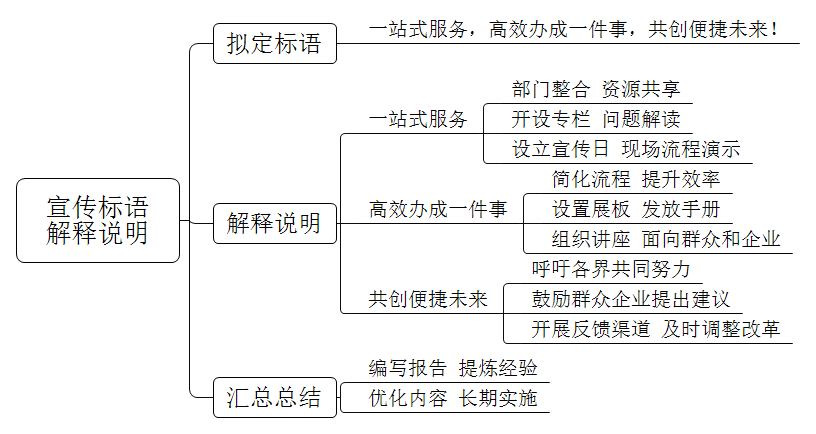 宣传标语
解释说明
拟定标语
一站式服务，高效办成一件事，共创便捷未来！
解释说明
一站式服务
部门整合 资源共享
开设专栏 问题解读
设立宣传日 现场流程演示
高效办成一件事
简化流程 提升效率
设置展板 发放手册
组织讲座 面向群众和企业
共创便捷未来
呼吁各界共同努力
鼓励群众企业提出建议
开展反馈渠道 及时调整改革
汇总总结
编写报告 提炼经验
优化内容 长期实施